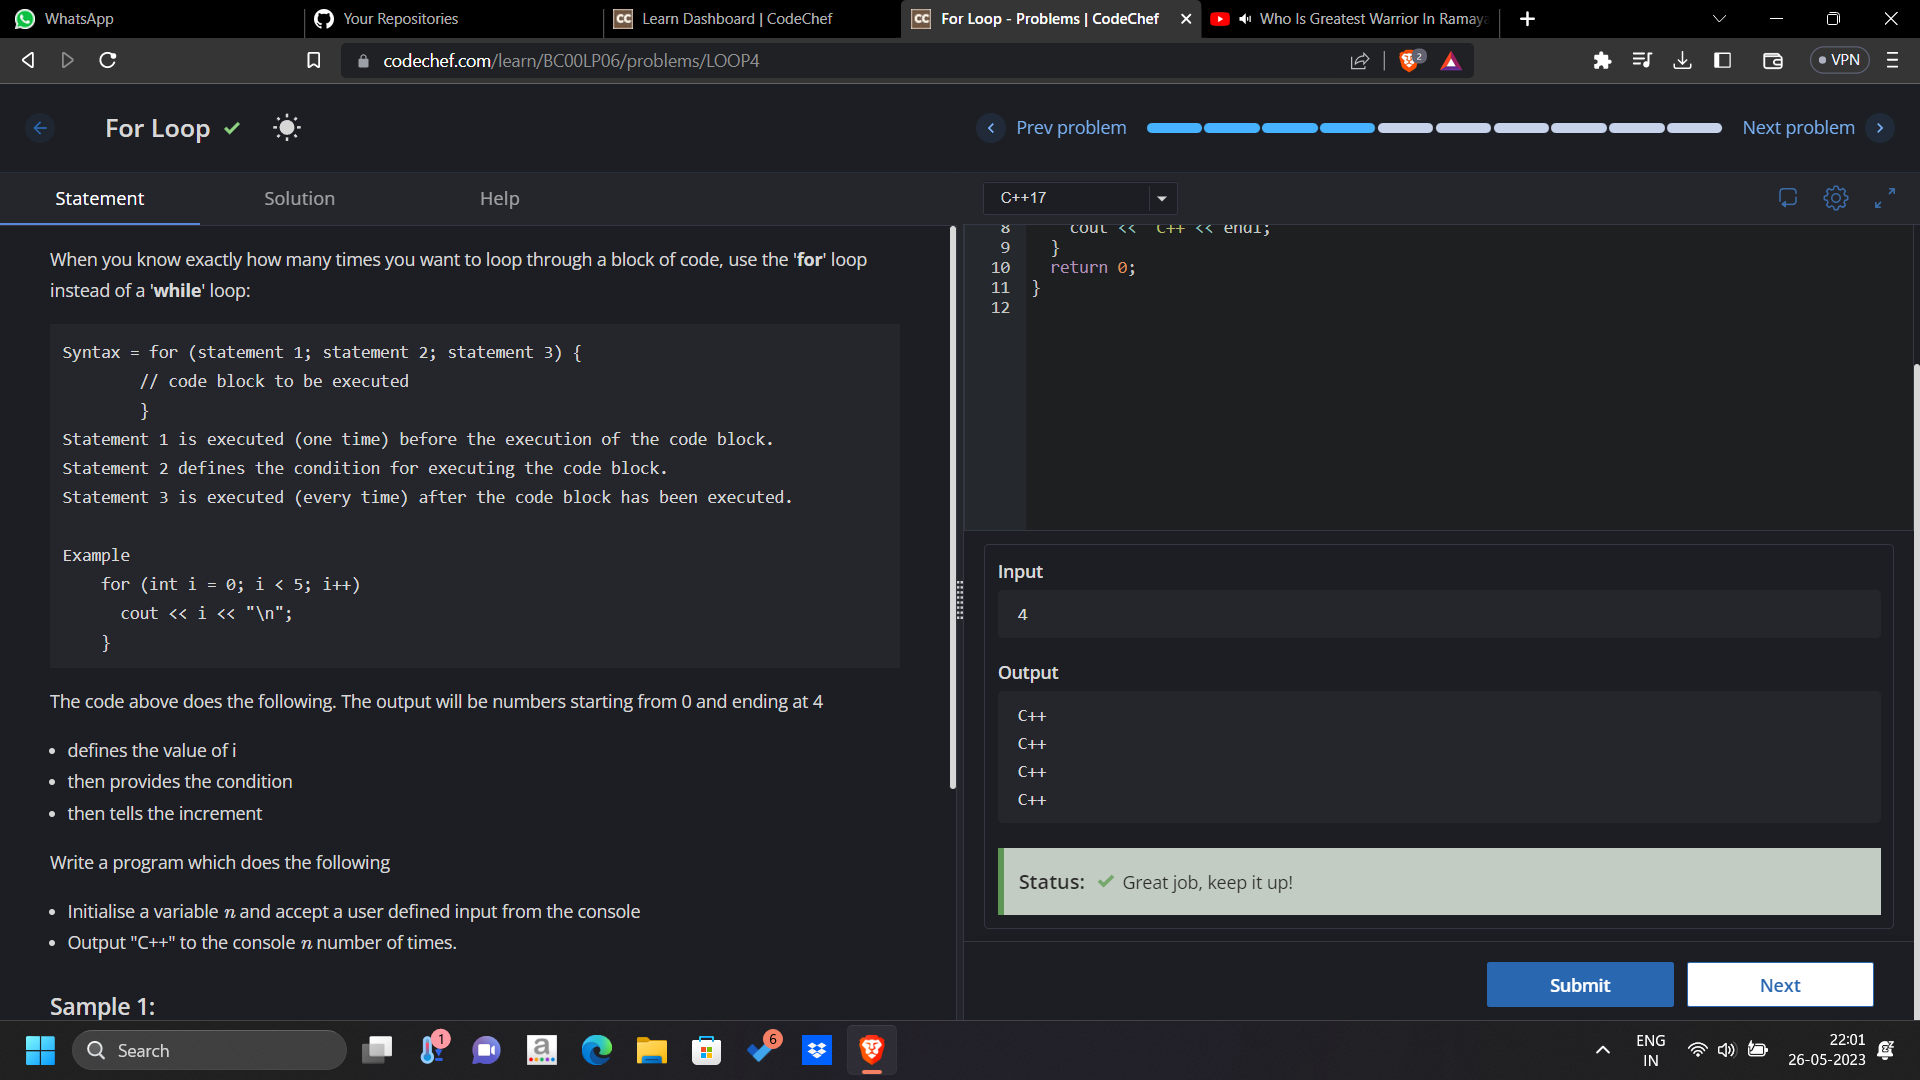 WhatsApp
Your Repositories
Learn Dashboard | CodeChef
For Loop - Problems | CodeChef
Who Is Greatest Warrior In Ramaya
codechef.com/learn/BC00LP06/problems/LOOP4
2
VPN
For Loop
Prev problem
Next problem
Statement
Solution
Help
C++17
When you know exactly how many times you want to loop through a block of code, use the 'for' loop
instead of a 'while' loop:
Syntax = for (statement 1; statement 2; statement 3) {
// code block to be executed
}
Statement 1 is executed (one time) before the execution of the code block.
Statement 2 defines the condition for executing the code block.
Statement 3 is executed (every time) after the code block has been executed.
Example
for (int i = 0; i < 5; i++)
cout << i << "\n";
}
The code above does the following. The output will be numbers starting from 0 and ending at 4
• defines the value of i
• then provides the condition
• then tells the increment
Write a program which does the following
• Initialise a variable n and accept a user defined input from the console
• Output "C++" to the console n number of times.
Sample 1:
8 cout << C++ << endl;
9 }
10 return 0;
11 }
12
Input
4
Output
C++
C++
C++
C++
Status: Great job, keep it up!
Submit
Next
Search
1
a
6
ENG
IN
22:01
26-05-2023